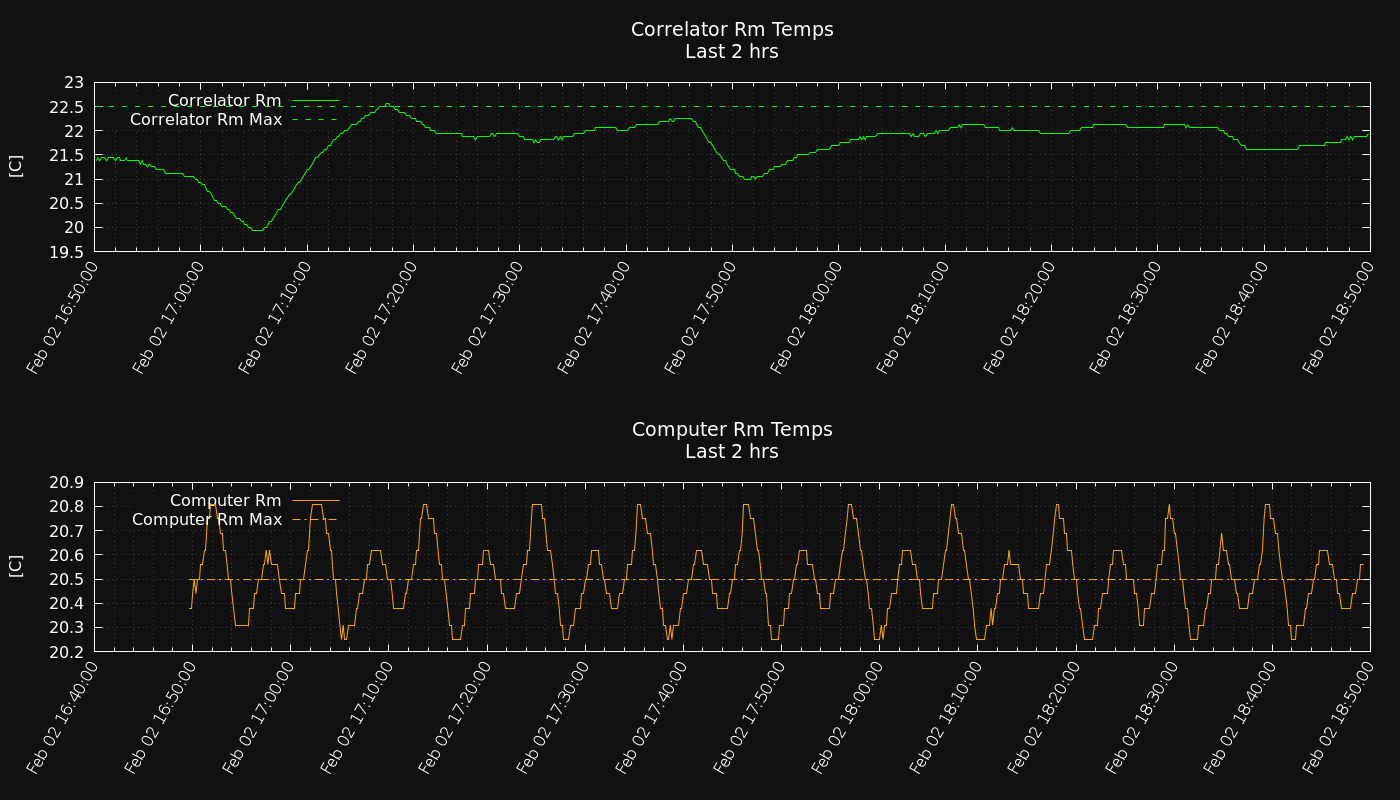 Correlator Rm Temps
Last 2 hrs
23
22.5
22
21.5
21
20.5
20
19.5
[C]
Correlator Rm
Correlator Rm Max
Feb 02 16:50:00
Feb 02 17:00:00
Feb 02 17:10:00
Feb 02 17:20:00
Feb 02 17:30:00
Feb 02 17:40:00
Feb 02 17:50:00
Feb 02 18:00:00
Feb 02 18:10:00
Feb 02 18:20:00
Feb 02 18:30:00
Feb 02 18:40:00
Feb 02 18:50:00
Computer Rm Temps
Last 2 hrs
20.9
20.8
20.7
20.6
20.5
20.4
20.3
20.2
[C]
Computer Rm
Computer Rm Max
Feb 02 16:40:00
Feb 02 16:50:00
Feb 02 17:00:00
Feb 02 17:10:00
Feb 02 17:20:00
Feb 02 17:30:00
Feb 02 17:40:00
Feb 02 17:50:00
Feb 02 18:00:00
Feb 02 18:10:00
Feb 02 18:20:00
Feb 02 18:30:00
Feb 02 18:40:00
Feb 02 18:50:00